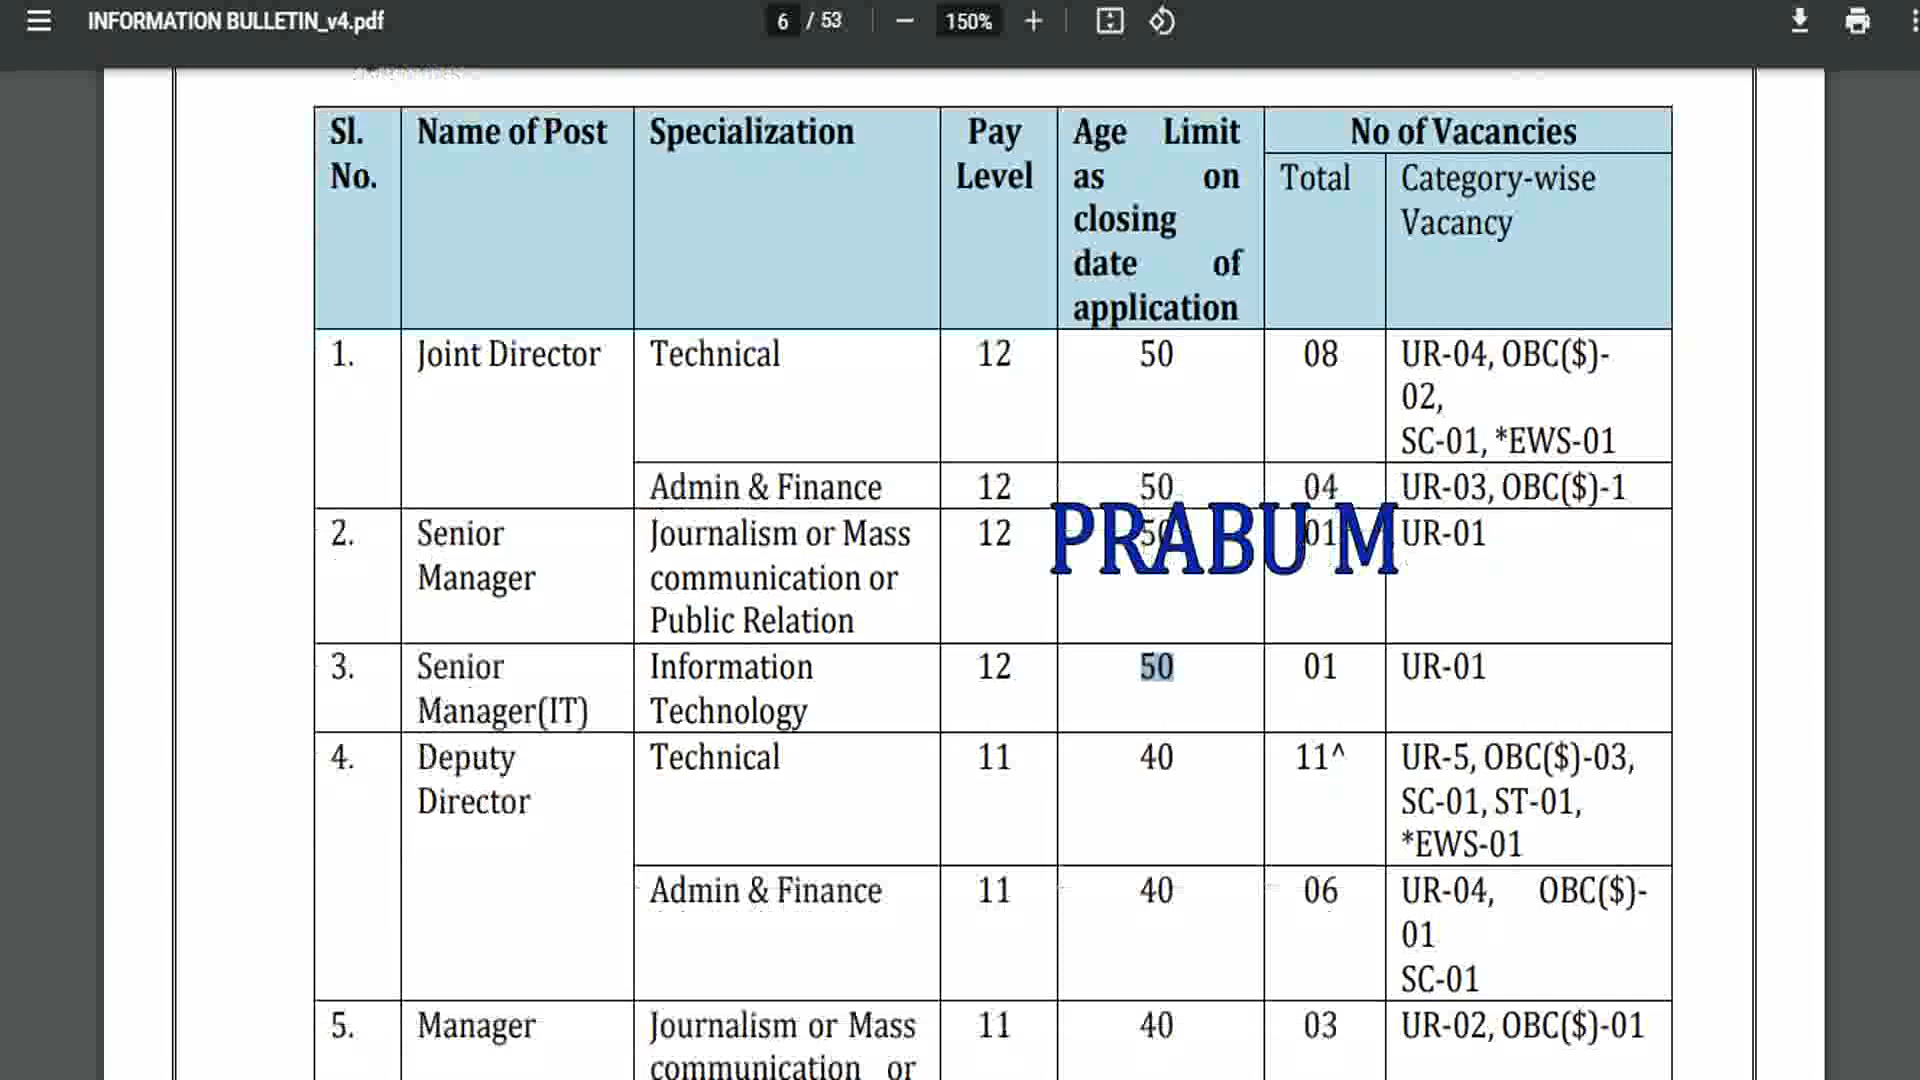 INFORMATION BULLETIN_v4.pdf
6 / 53
150%
Sl. No. Name of Post Specialization Pay Level Age Limit as on closing date of application No of Vacancies
Total Category-wise Vacancy
1. Joint Director Technical 12 50 08 UR-04, OBC($)-
02,
SC-01, *EWS-01
Admin & Finance 12 50 04 UR-03, OBC($)-1
2. Senior Journalism or Mass 12 50 01 UR-01
Manager communication or
Public Relation
PRABU M
3. Senior Information 12 50 01 UR-01
Manager(IT) Technology
4. Deputy Technical 11 40 11^ UR-5, OBC($)-03,
Director SC-01, ST-01,
*EWS-01
Admin & Finance 11 40 06 UR-04, OBC($)-
01
SC-01
5. Manager Journalism or Mass 11 40 03 UR-02, OBC($)-01
communication or